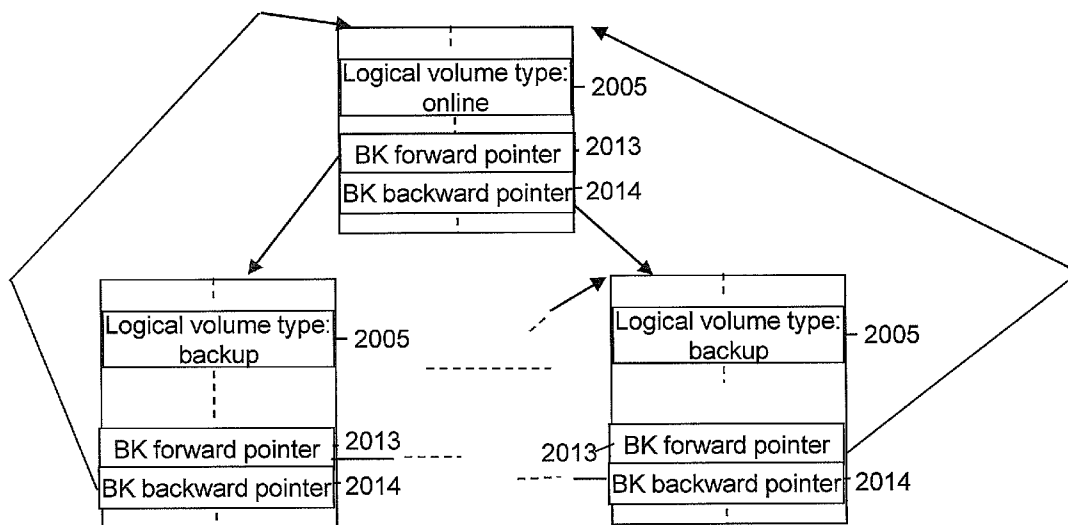 Logical volume type:
online
2005
BK forward pointer
2013
BK backward pointer
2014
Logical volume type:
backup
2005
BK forward pointer
2013
BK backward pointer
2014
Logical volume type:
backup
2005
2013
BK forward pointer
BK backward pointer
2014